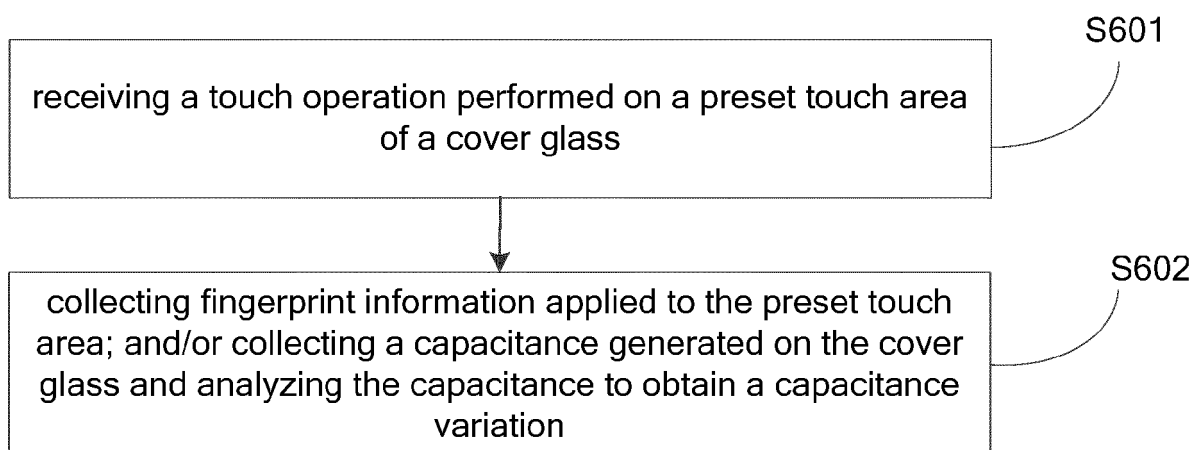 S601
receiving a touch operation performed on a preset touch area
of a cover glass
S602
collecting fingerprint information applied to the preset touch
area; and/or collecting a capacitance generated on the cover
glass and analyzing the capacitance to obtain a capacitance
variation